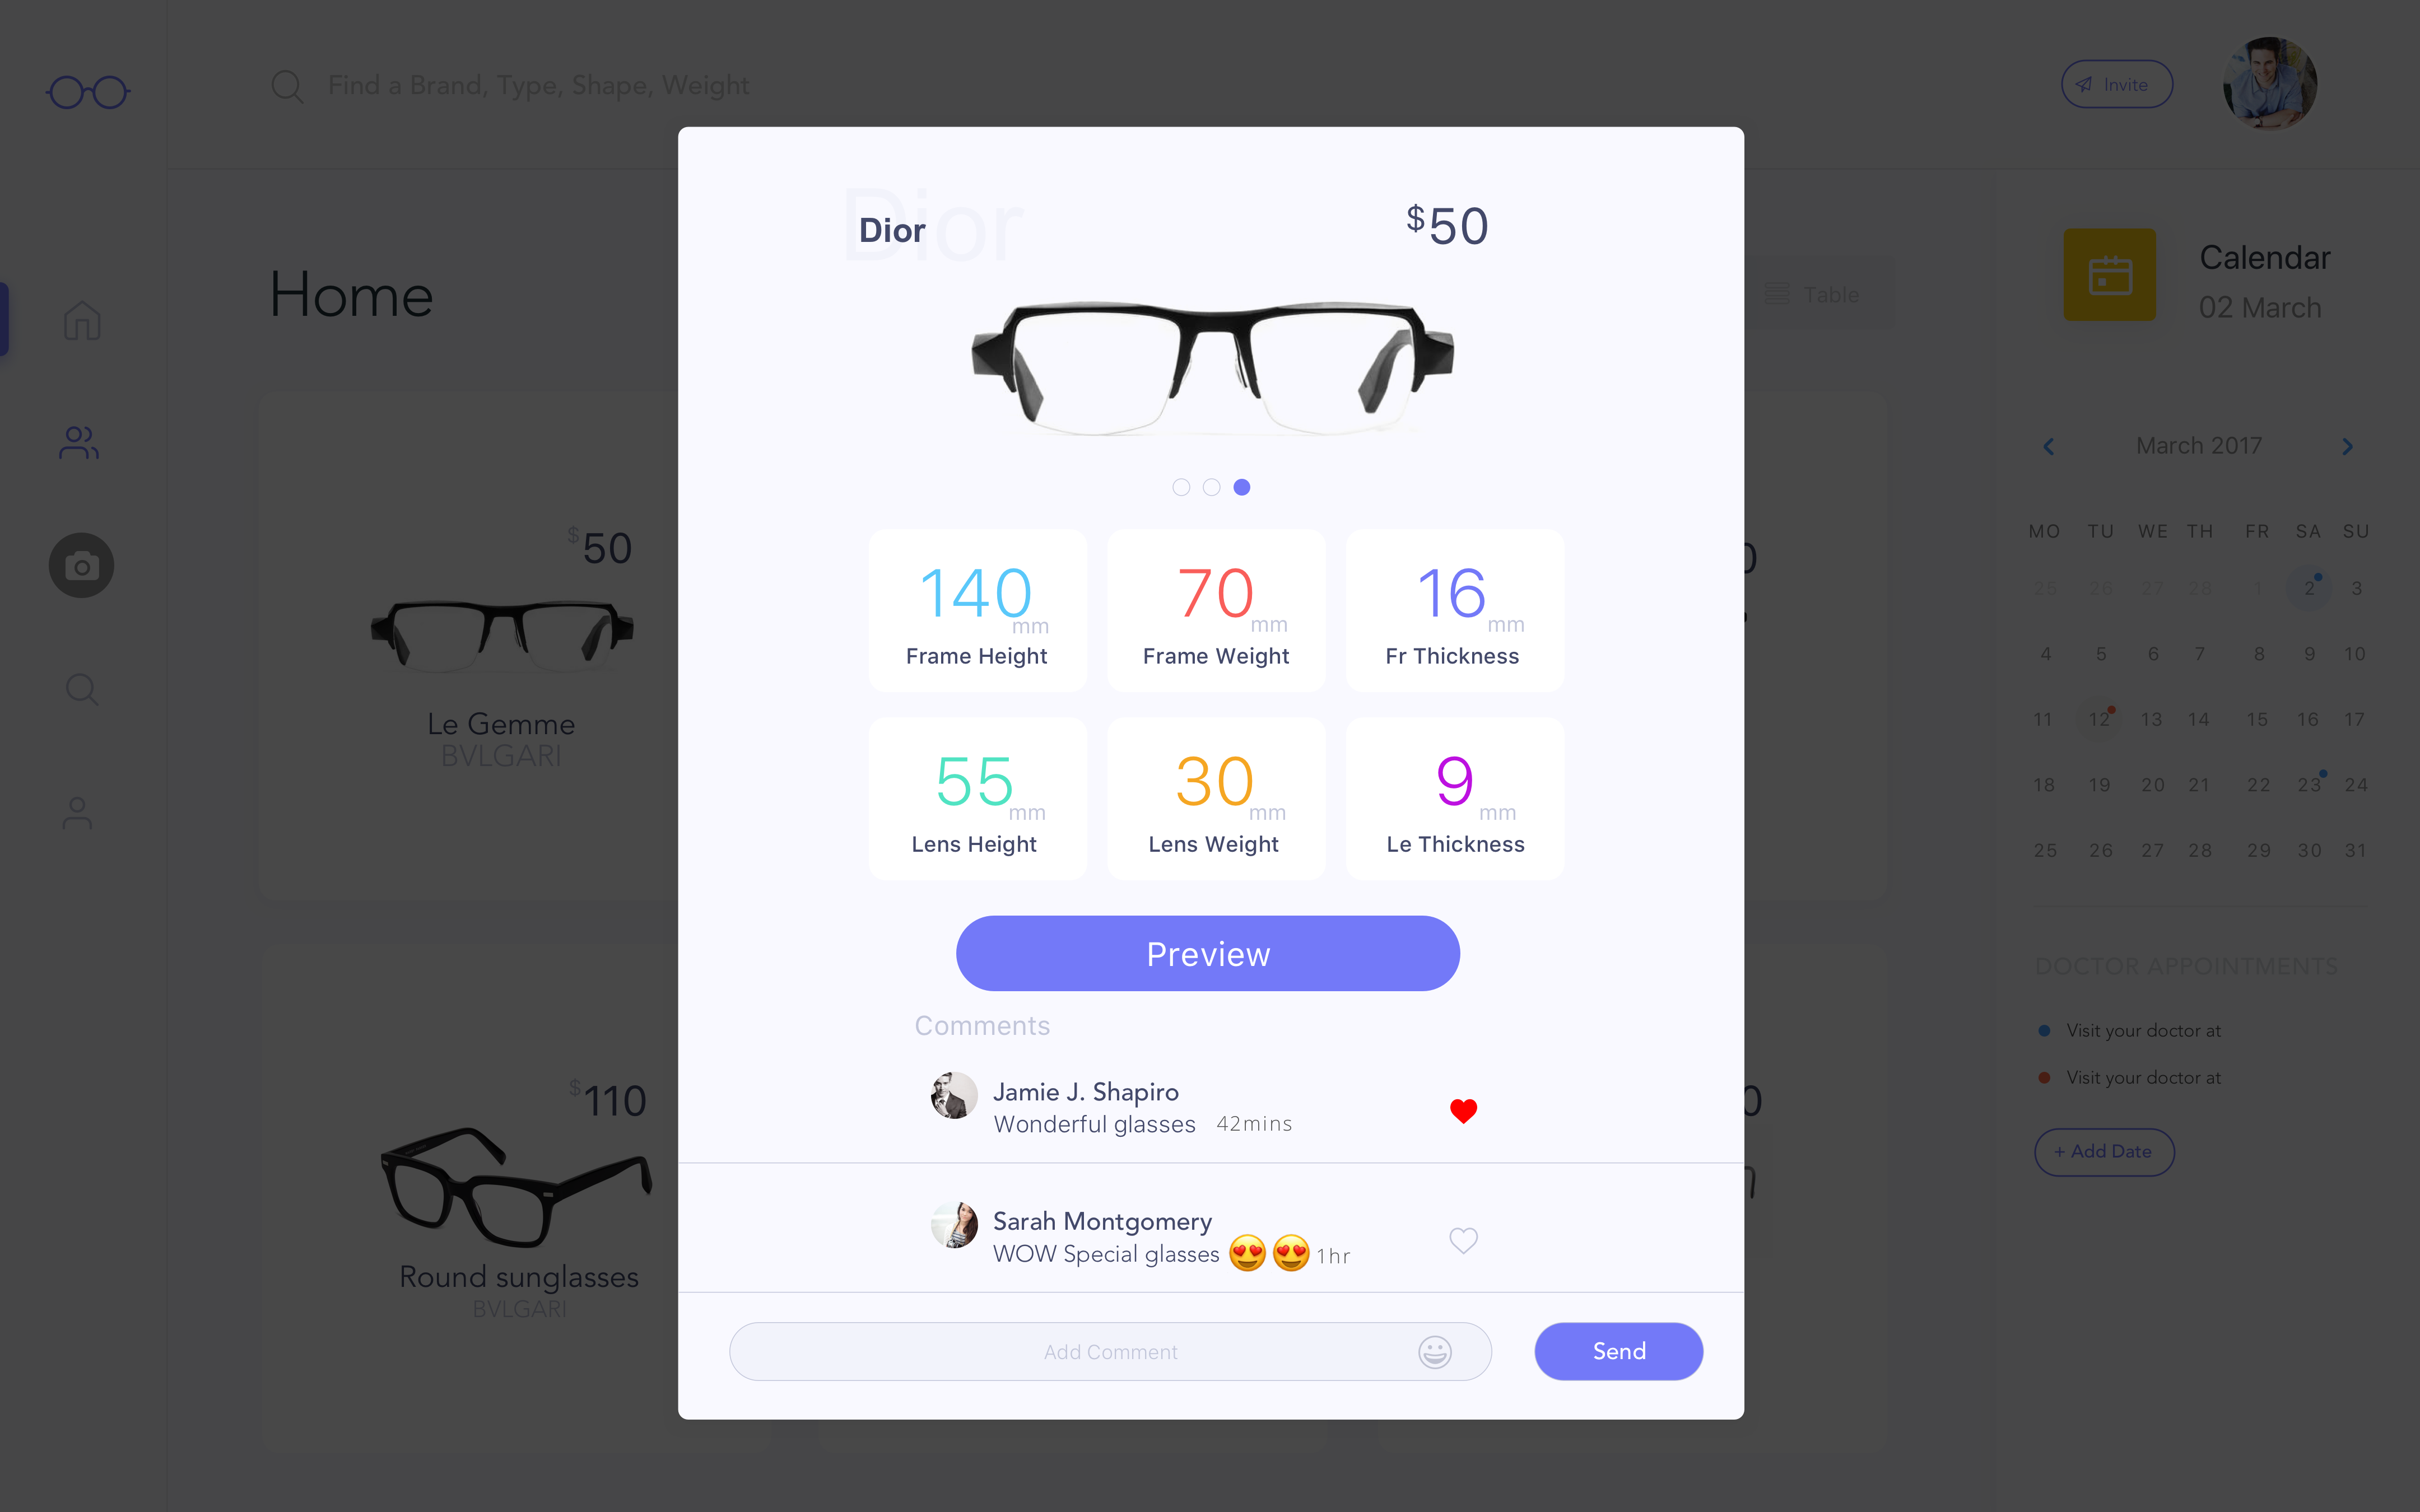 Find a Brand, Type, Shape, Weight
Invite
Home
Table
$50
Le Gemme
BVLGARI
$110
Round sunglasses
BVLGARI
Dior
Dior
$50
140 mm
Frame Height
70 mm
Frame Weight
16 mm
Fr Thickness
55 mm
Lens Height
30 mm
Lens Weight
9 mm
Le Thickness
Preview
Comments
Jamie J. Shapiro
Wonderful glasses 42mins
Sarah Montgomery
WOW Special glasses 😍 😍 1hr
Add Comment
Send
Calendar
02 March
March 2017
MO TU WE TH FR SA SU
25 26 27 28 1 2 3
4 5 6 7 8 9 10
11 12 13 14 15 16 17
18 19 20 21 22 23 24
25 26 27 28 29 30 31
DOCTOR APPOINTMENTS
Visit your doctor at
Visit your doctor at
+ Add Date